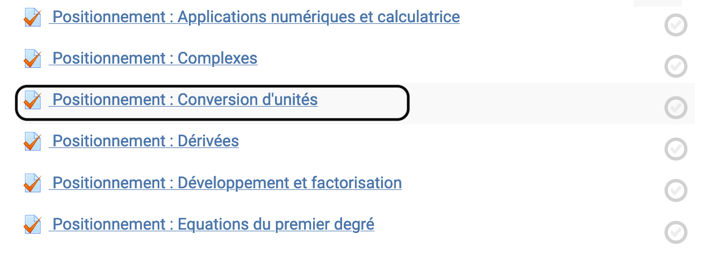 Positionnement : Applications numériques et calculatrice
Positionnement : Complexes
Positionnement : Conversion d'unités
Positionnement : Dérivées
Positionnement : Développement et factorisation
Positionnement : Equations du premier degré